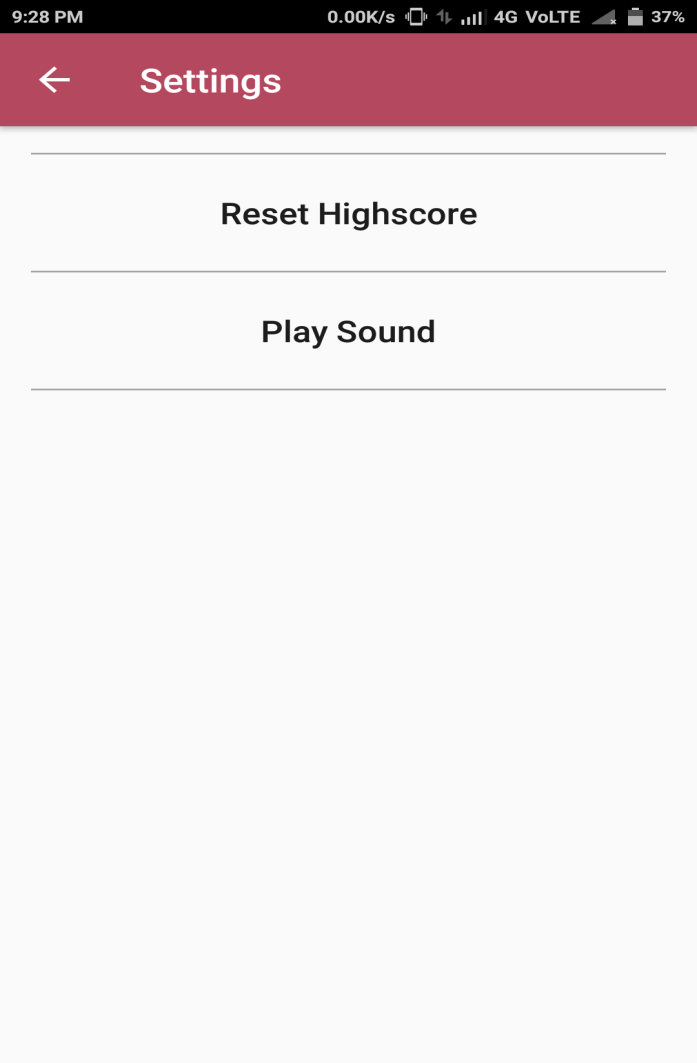 9:28 PM 0.00K/s 4G VoLTE 37%
Settings
Reset Highscore
Play Sound